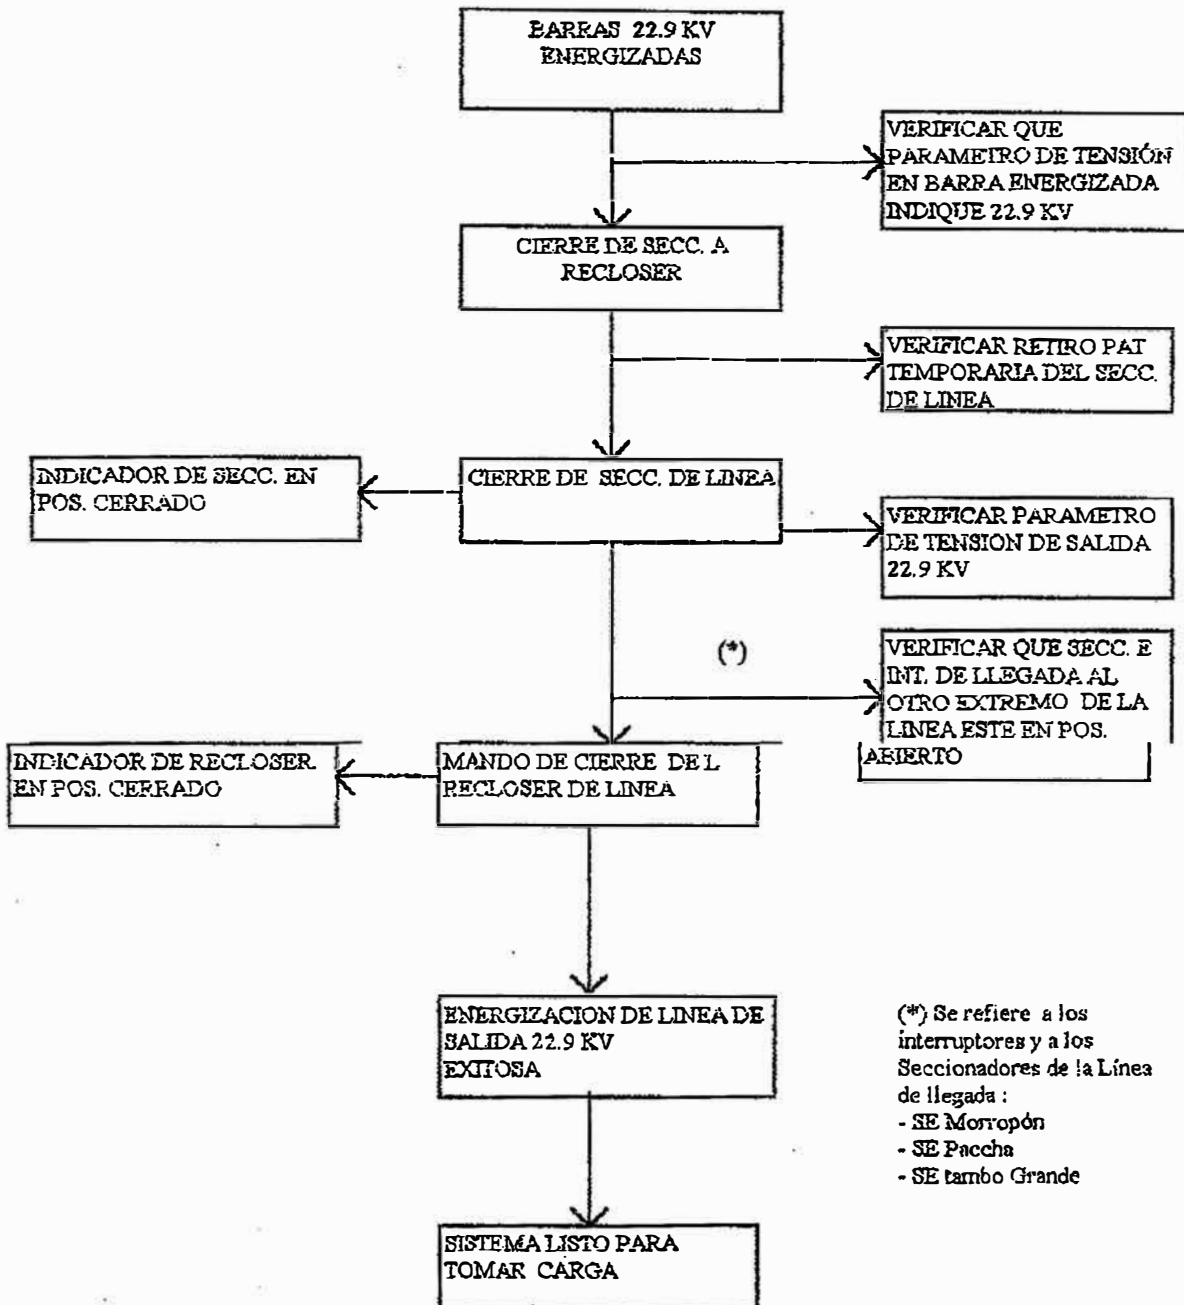 BARRAS 22.9 KV
ENERGIZADAS
VERIFICAR QUE
PARAMETRO DE TENSIÓN
EN BARRA ENERGIZADA
INDIQUE 22.9 KV
CIERRE DE SECC. A
RECLOSER
VERIFICAR RETIRO PAT
TEMPORARIA DEL SECC.
DE LINEA
INDICADOR DE SECC. EN
POS. CERRADO
CIERRE DE SECC. DE LINEA
VERIFICAR PARAMETRO
DE TENSION DE SALIDA
22.9 KV
(*)
VERIFICAR QUE SECC. E
INT. DE LLEGADA AL
OTRO EXTREMO DE LA
LINEA ESTE EN POS.
ABIERTO
INDICADOR DE RECLOSER.
EN POS. CERRADO
MANDO DE CIERRE DE L
RECLOSER DE LINEA
ENERGIZACION DE LINEA DE
SALIDA 22.9 KV
EXITOSA
(*) Se refiere a los
interruptores y a los
Seccionadores de la Línea
de llegada :
- SE Morropón
- SE Paccha
- SE tambo Grande
SISTEMA LISTO PARA
TOMAR CARGA